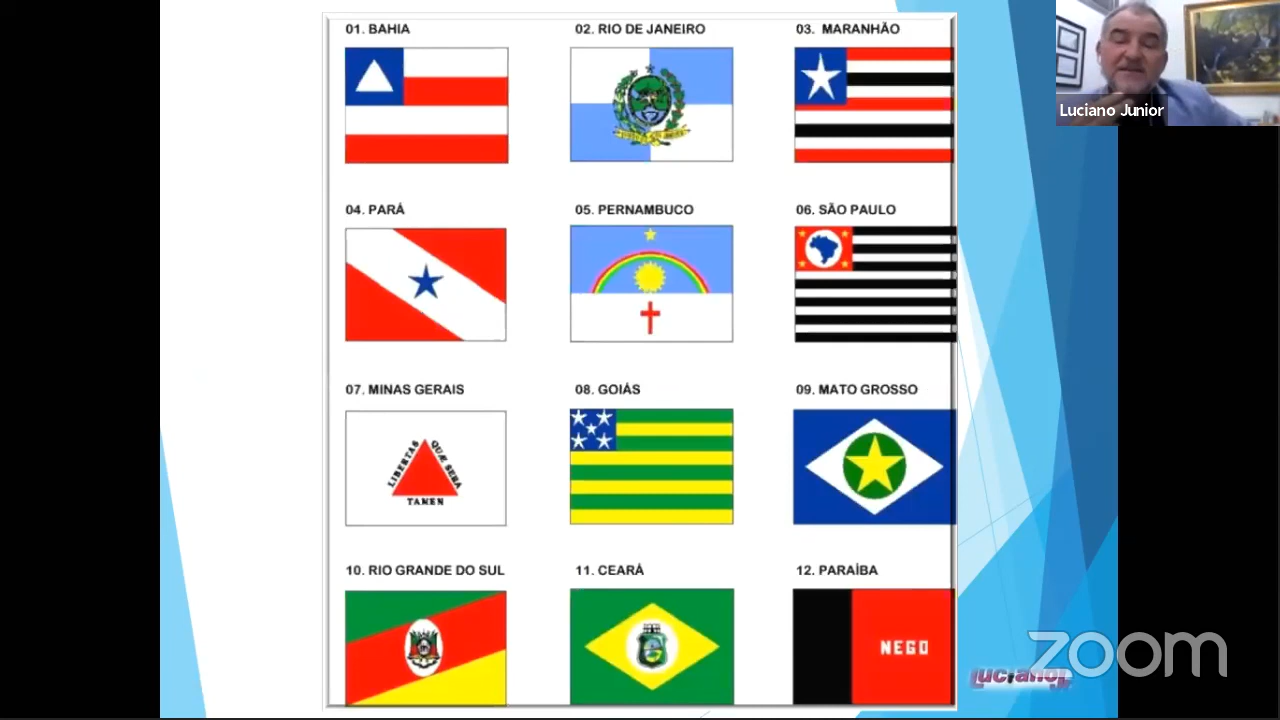 01. BAHIA
02. RIO DE JANEIRO
03. MARANHÃO
Luciano Junior
04. PARÁ
05. PERNAMBUCO
06. SÃO PAULO
07. MINAS GERAIS
08. GOIÁS
09. MATO GROSSO
LIBERTAS QUÆ SERA
TAMEN
10. RIO GRANDE DO SUL
11. CEARÁ
12. PARAÍBA
NEGO
zoom
Luciano Jr